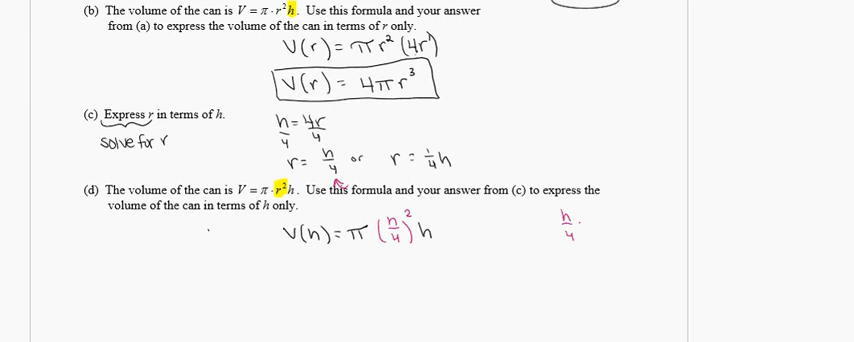 (b) The volume of the can is V = π · r²h. Use this formula and your answer
from (a) to express the volume of the can in terms of r only.
V(r) = πr² (4r¹)
V(r) = 4πr³
(c) Express r in terms of h.
solve for r
h/4 = 4r/4
r = h/4 or r = 1/4 h
(d) The volume of the can is V = π · r²h. Use this formula and your answer from (c) to express the
volume of the can in terms of h only.
V(h) = π (h/4)² h
h/4 ·